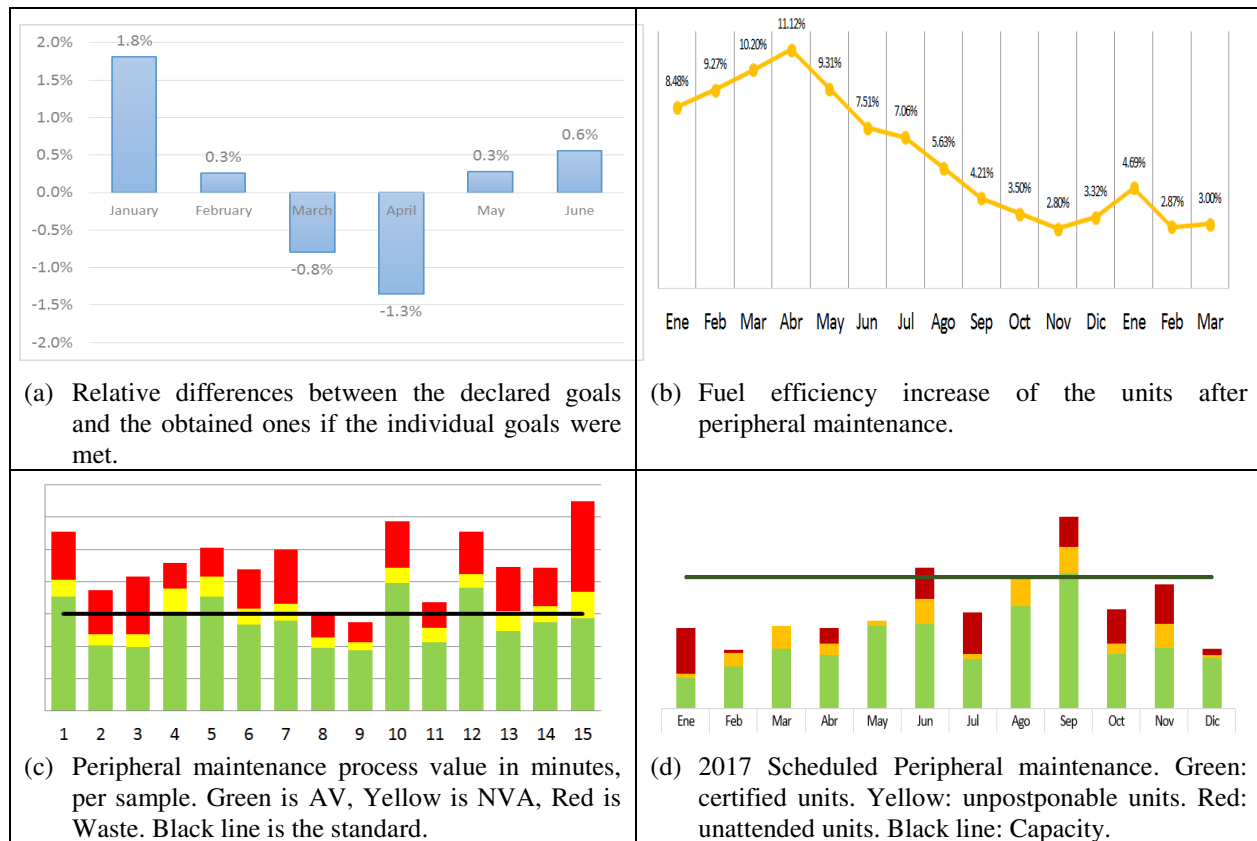 2.0%
1.5%
1.0%
0.5%
0.0%
-0.5%
-1.0%
-1.5%
-2.0%
1.8%
0.3%
-0.8%
-1.3%
0.3%
0.6%
January February March April May June
(a) Relative differences between the declared goals
and the obtained ones if the individual goals were
met.
8.48% 9.27% 10.20% 11.12% 9.31% 7.51% 7.06% 5.63% 4.21% 3.50% 2.80% 3.32% 4.69% 2.87% 3.00%
Ene Feb Mar Abr May Jun Jul Ago Sep Oct Nov Dic Ene Feb Mar
(b) Fuel efficiency increase of the units after
peripheral maintenance.
1 2 3 4 5 6 7 8 9 10 11 12 13 14 15
(c) Peripheral maintenance process value in minutes,
per sample. Green is AV, Yellow is NVA, Red is
Waste. Black line is the standard.
Ene Feb Mar Abr May Jun Jul Ago Sep Oct Nov Dic
(d) 2017 Scheduled Peripheral maintenance. Green:
certified units. Yellow: unpostponable units. Red:
unattended units. Black line: Capacity.